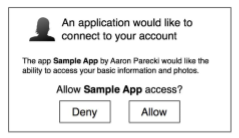 An application would like to
connect to your account
The app Sample App by Aaron Parecki would like the
ability to access your basic information and photos.
Allow Sample App access?
Deny
Allow